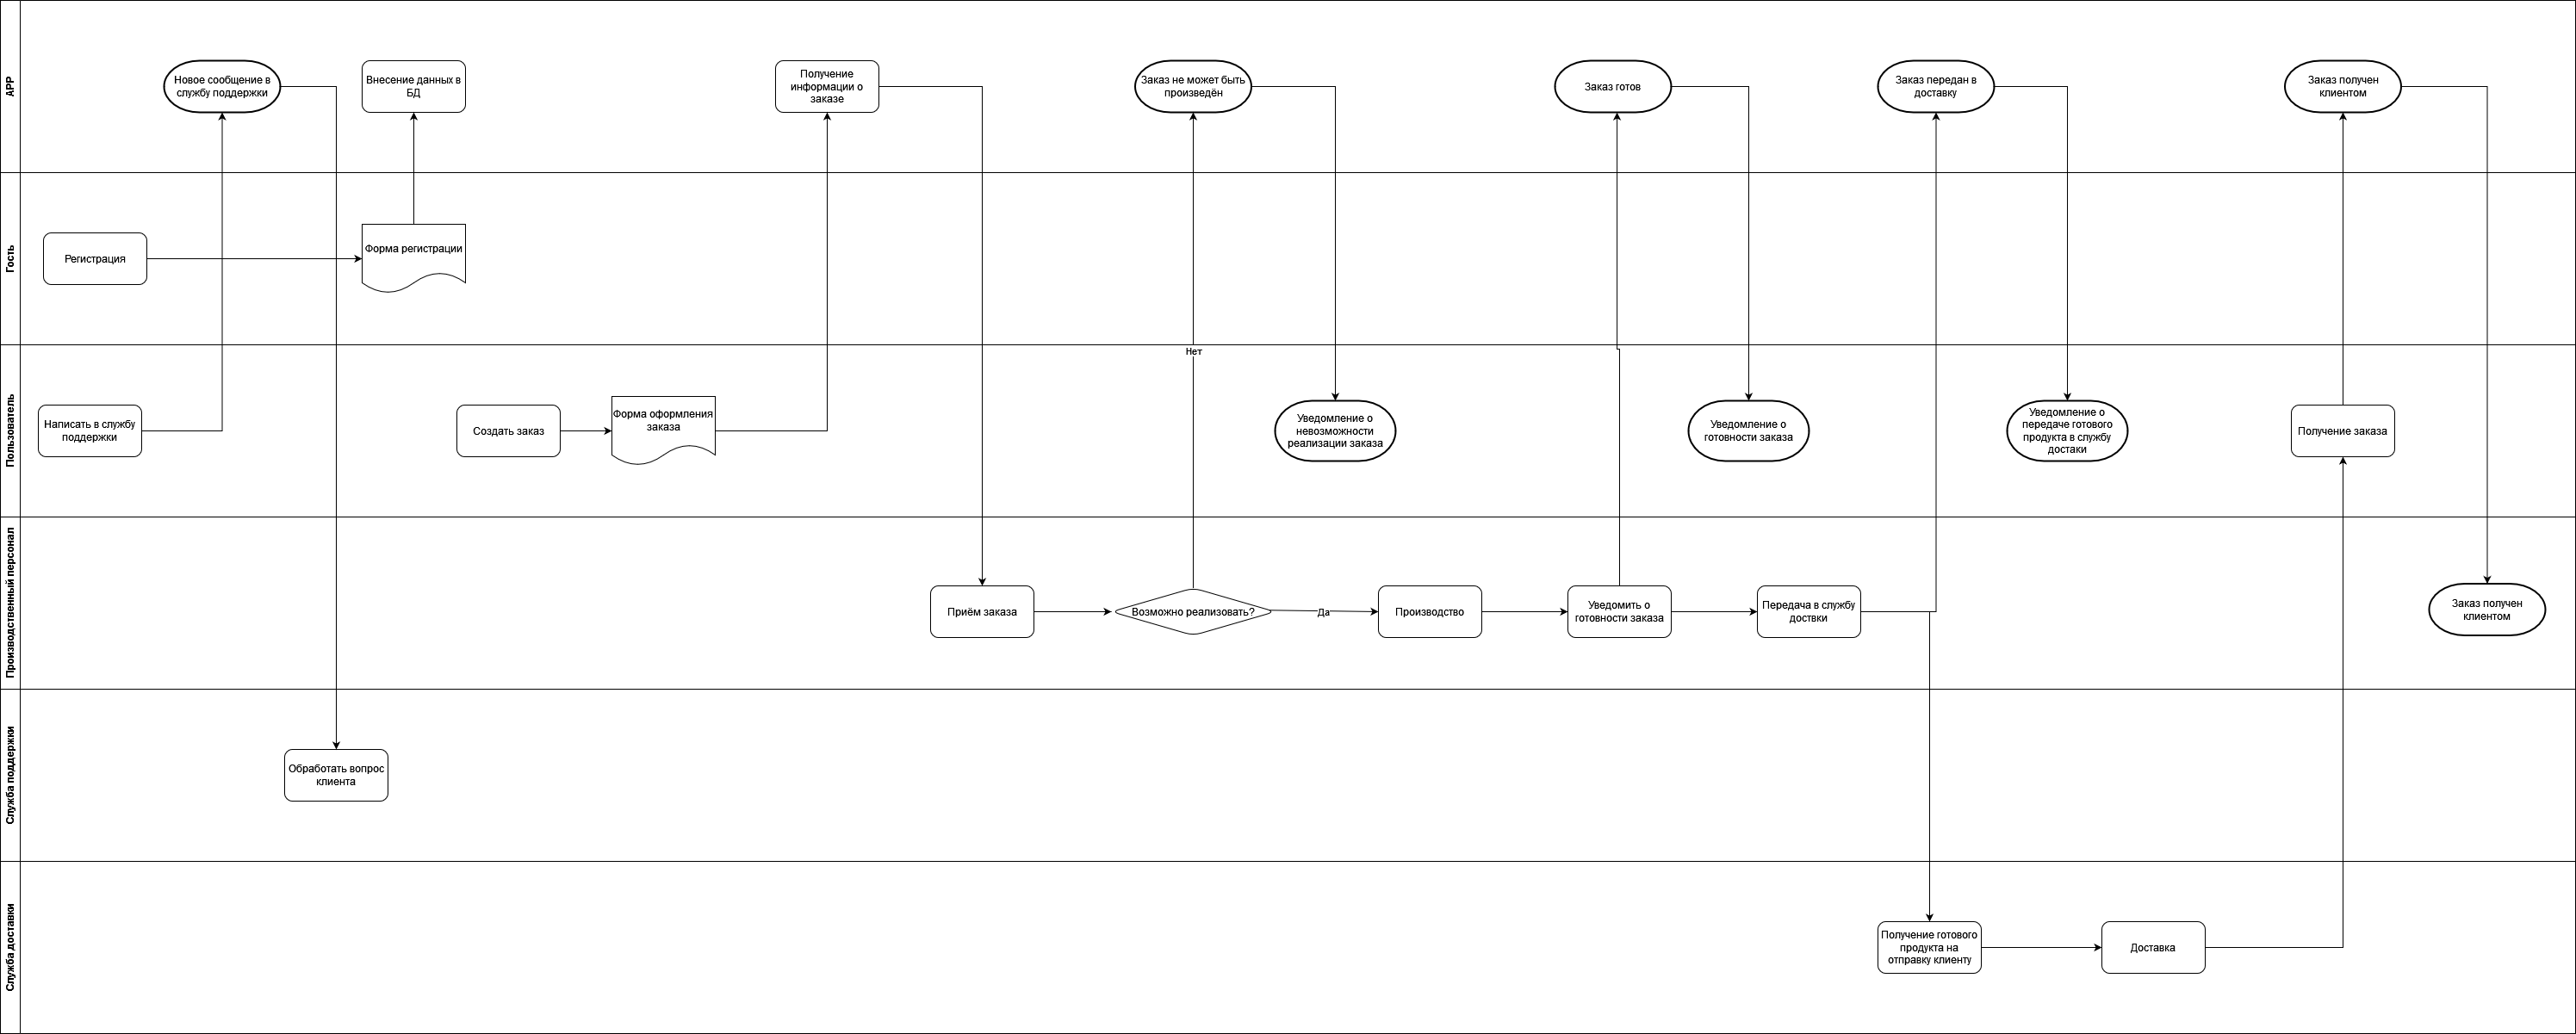 APP
Новое сообщение в
службу поддержки
Внесение данных в
БД
Получение
информации о
заказе
Заказ не может быть
произведён
Заказ готов
Заказ передан в
доставку
Заказ получен
клиентом
Гость
Регистрация
Форма регистрации
Пользователь
Написать в службу
поддержки
Создать заказ
Форма оформления
заказа
Нет
Уведомление о
невозможности
реализации заказа
Уведомление о
готовности заказа
Уведомление о
передаче готового
продукта в службу
достаки
Получение заказа
Производственный персонал
Приём заказа
Возможно реализовать?
Да
Производство
Уведомить о
готовности заказа
Передача в службу
доствки
Заказ получен
клиентом
Служба поддержки
Обработать вопрос
клиента
Служба доставки
Получение готового
продукта на
отправку клиенту
Доставка